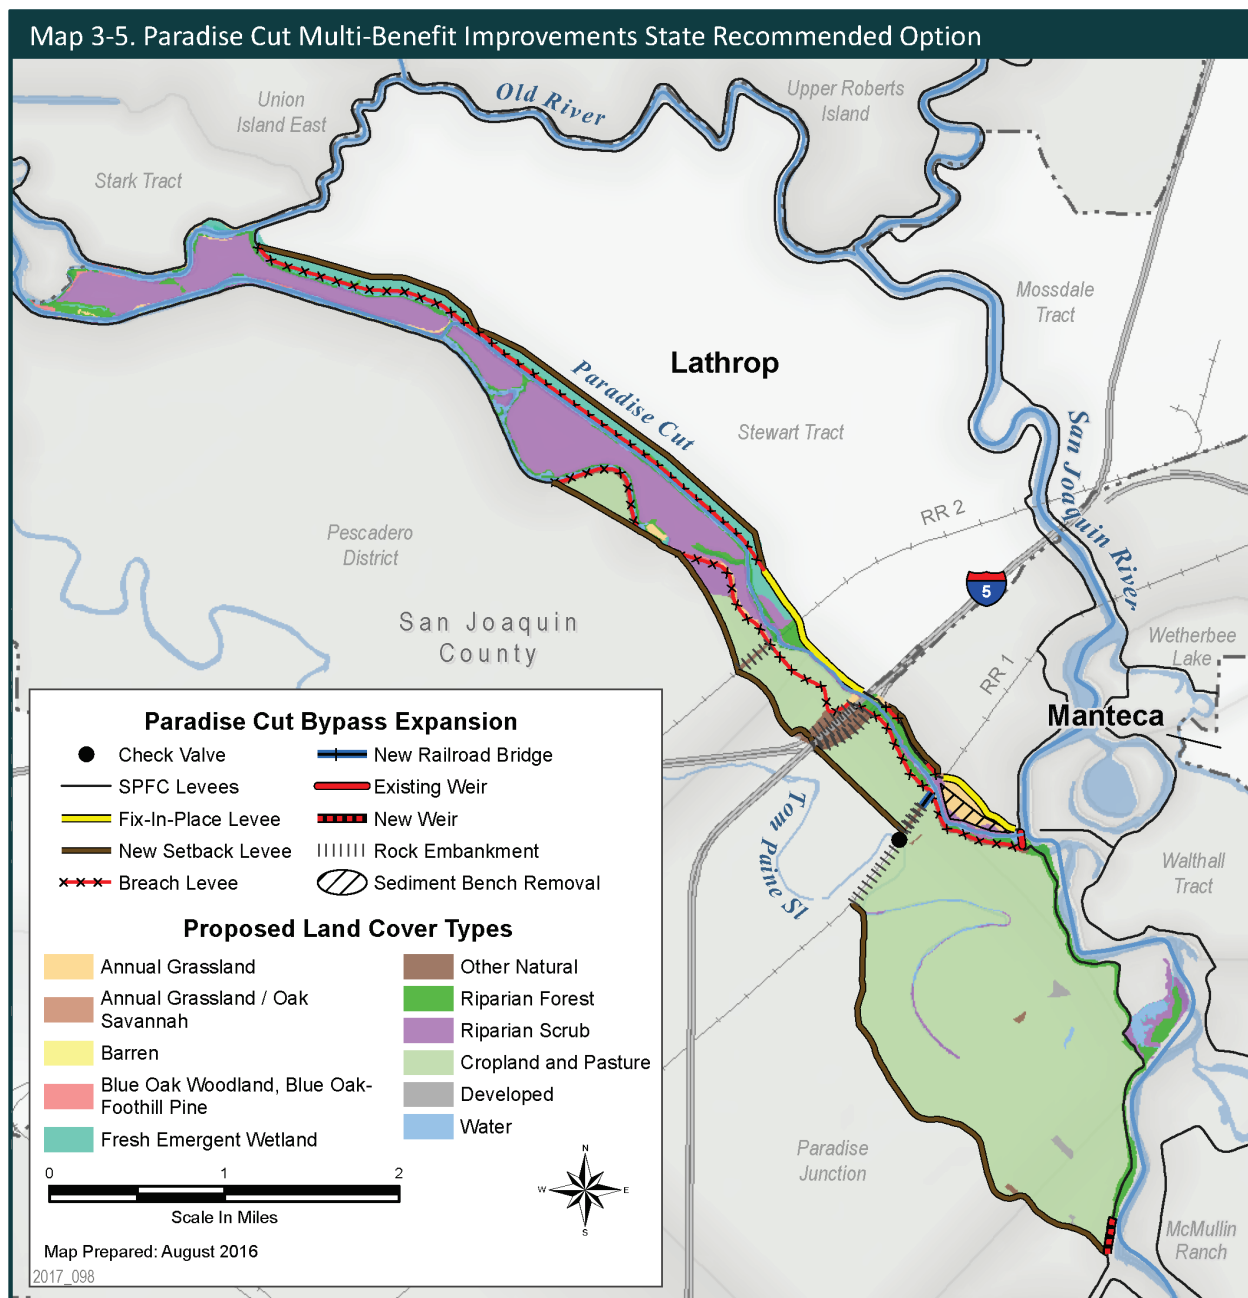 Map 3-5. Paradise Cut Multi-Benefit Improvements State Recommended Option
Old River
Union
Island East
Upper Roberts
Island
Stark Tract
Mossdale
Tract
Lathrop
Paradise Cut
Stewart Tract
San Joaquin River
RR 2
Pescadero
District
5
San Joaquin
County
Wetherbee
Lake
RR 1
Manteca
Tom Paine Sl
Walthall
Tract
Paradise
Junction
McMullin
Ranch
Paradise Cut Bypass Expansion
Check Valve
SPFC Levees
Fix-In-Place Levee
New Setback Levee
Breach Levee
New Railroad Bridge
Existing Weir
New Weir
Rock Embankment
Sediment Bench Removal
Proposed Land Cover Types
Annual Grassland
Annual Grassland / Oak
Savannah
Barren
Blue Oak Woodland, Blue Oak-
Foothill Pine
Fresh Emergent Wetland
Other Natural
Riparian Forest
Riparian Scrub
Cropland and Pasture
Developed
Water
0 1 2
Scale In Miles
N
W E
S
Map Prepared: August 2016
2017_098